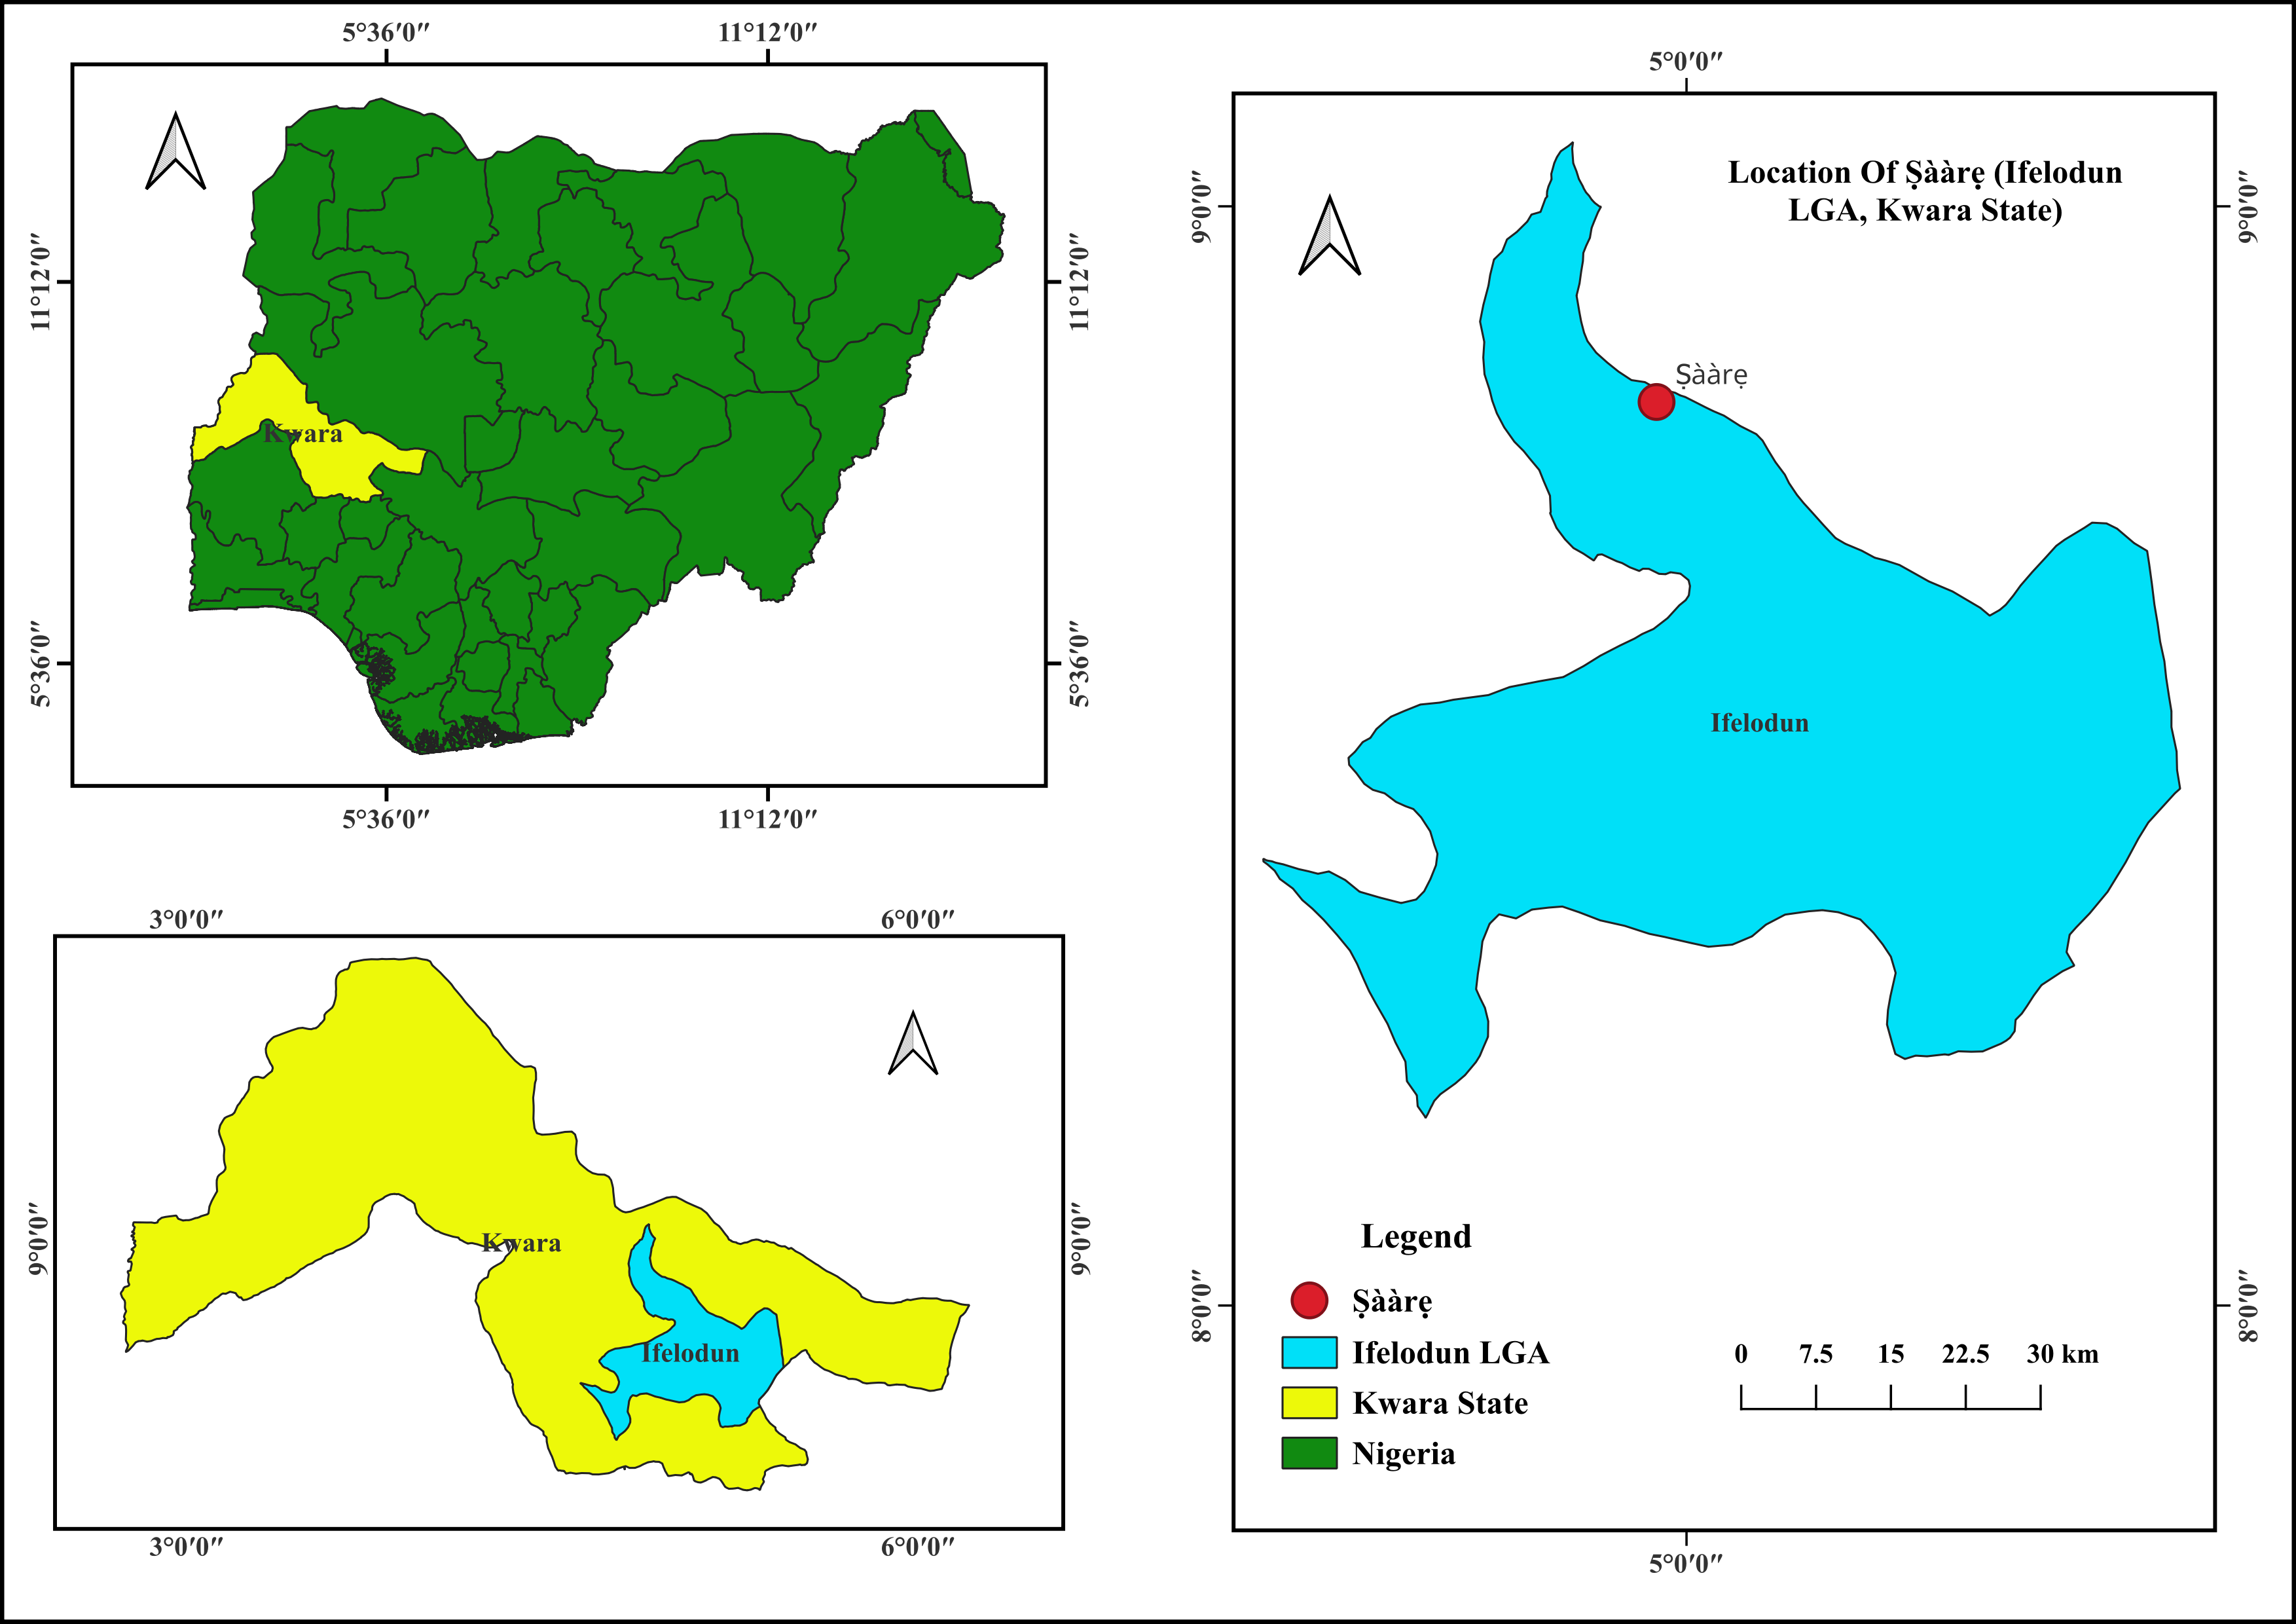 5°36′0″ 11°12′0″
11°12′0″ 11°12′0″
Kwara
5°36′0″ 5°36′0″
5°36′0″ 11°12′0″
3°0′0″ 6°0′0″
9°0′0″ 9°0′0″
Kwara
Ifelodun
3°0′0″ 6°0′0″
5°0′0″
Location Of Ṣààrẹ (Ifelodun
LGA, Kwara State)
9°0′0″ 9°0′0″
Ṣààrẹ
Ifelodun
8°0′0″ 8°0′0″
Legend
Ṣààrẹ
Ifelodun LGA
Kwara State
Nigeria
0 7.5 15 22.5 30 km
5°0′0″